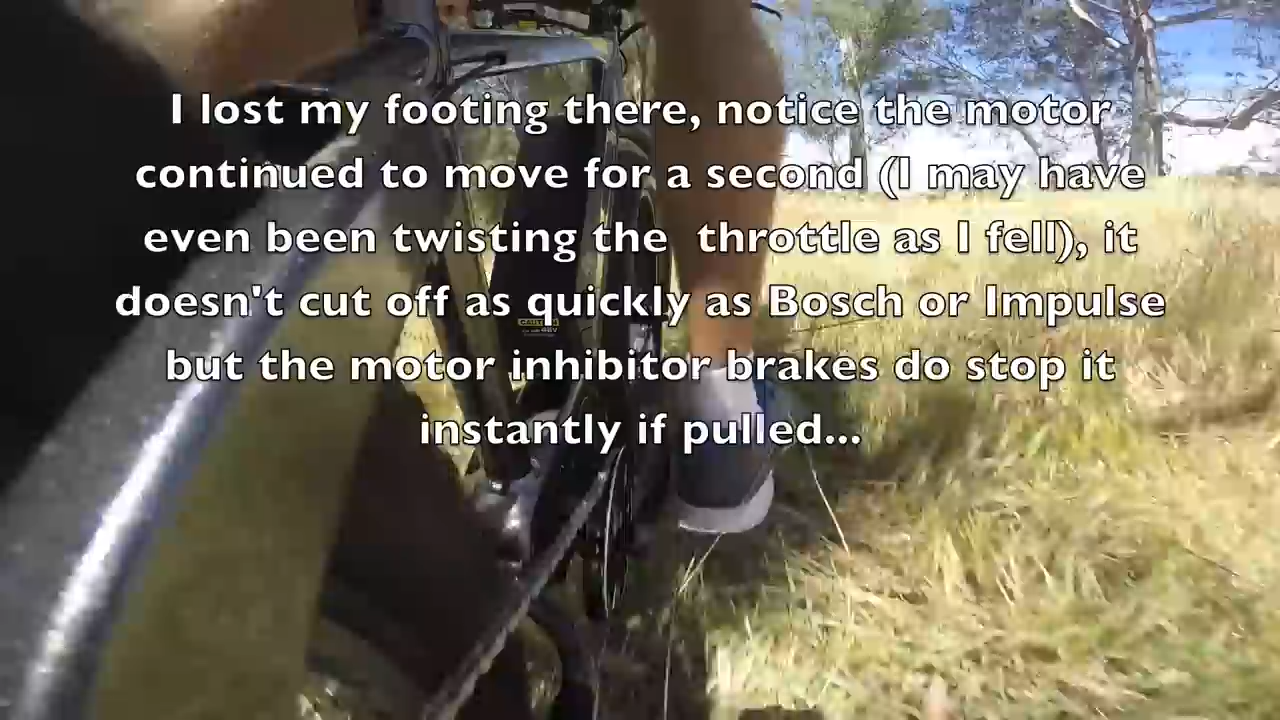 I lost my footing there, notice the motor
continued to move for a second (I may have
even been twisting the throttle as I fell), it
doesn't cut off as quickly as Bosch or Impulse
but the motor inhibitor brakes do stop it
instantly if pulled...
CAUTION
48V